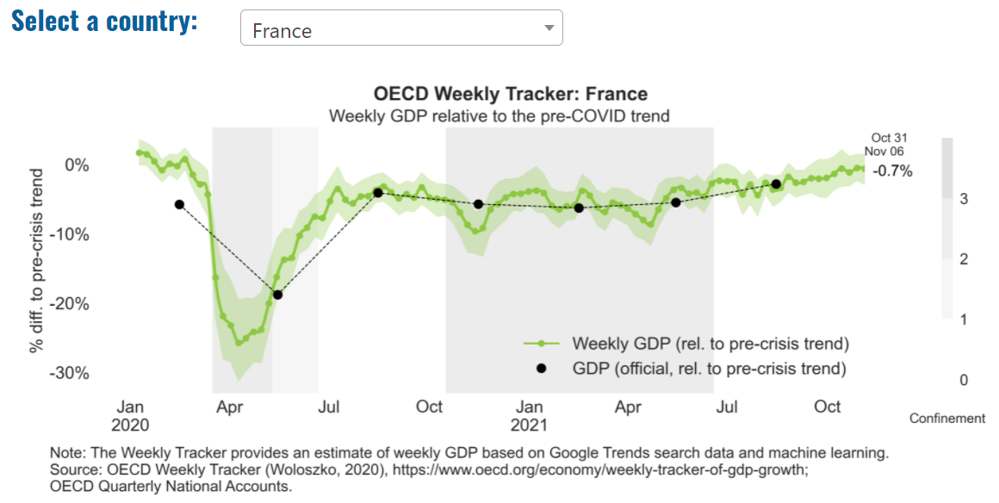 Select a country:
France
OECD Weekly Tracker: France
Weekly GDP relative to the pre-COVID trend
Oct 31
Nov 06
-0.7%
% diff. to pre-crisis trend
0%
-10%
-20%
-30%
3
2
1
0
Weekly GDP (rel. to pre-crisis trend)
GDP (official, rel. to pre-crisis trend)
Jan
2020
Apr
Jul
Oct
Jan
2021
Apr
Jul
Oct
Confinement
Note: The Weekly Tracker provides an estimate of weekly GDP based on Google Trends search data and machine learning.
Source: OECD Weekly Tracker (Woloszko, 2020), https://www.oecd.org/economy/weekly-tracker-of-gdp-growth;
OECD Quarterly National Accounts.